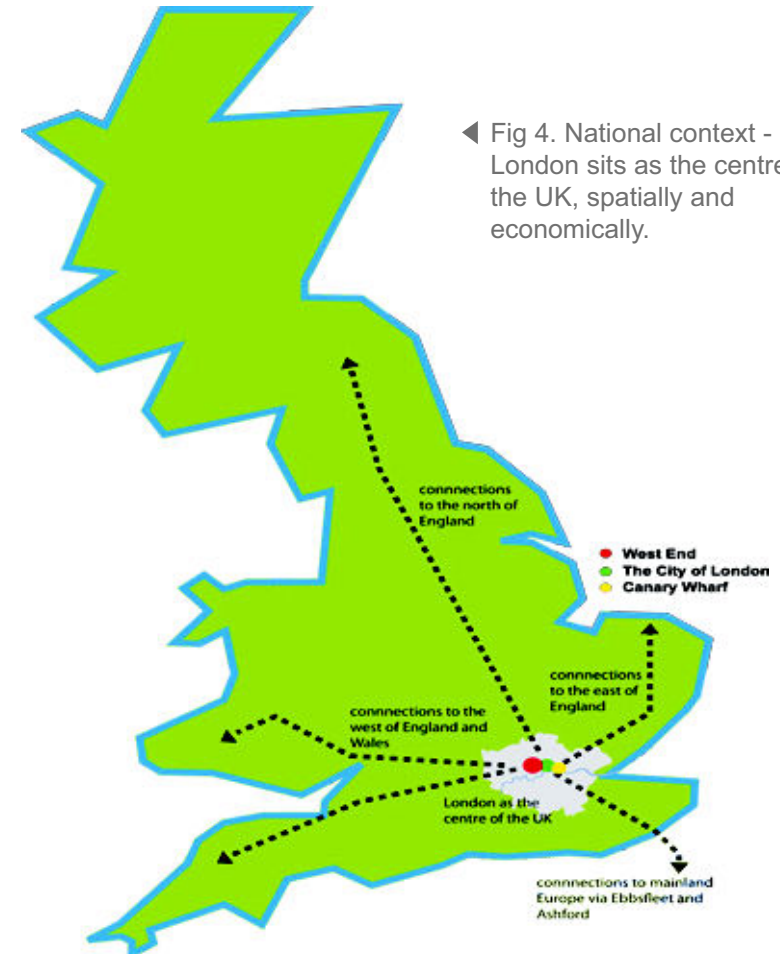 Fig 4. National context -
London sits as the centre
the UK, spatially and
economically.
connnections
to the north of
England
West End
The City of London
Canary Wharf
connnections
to the east of
England
connnections to the
west of England and
Wales
London as the
centre of the UK
connnections to mainland
Europe via Ebbsfleet and
Ashford